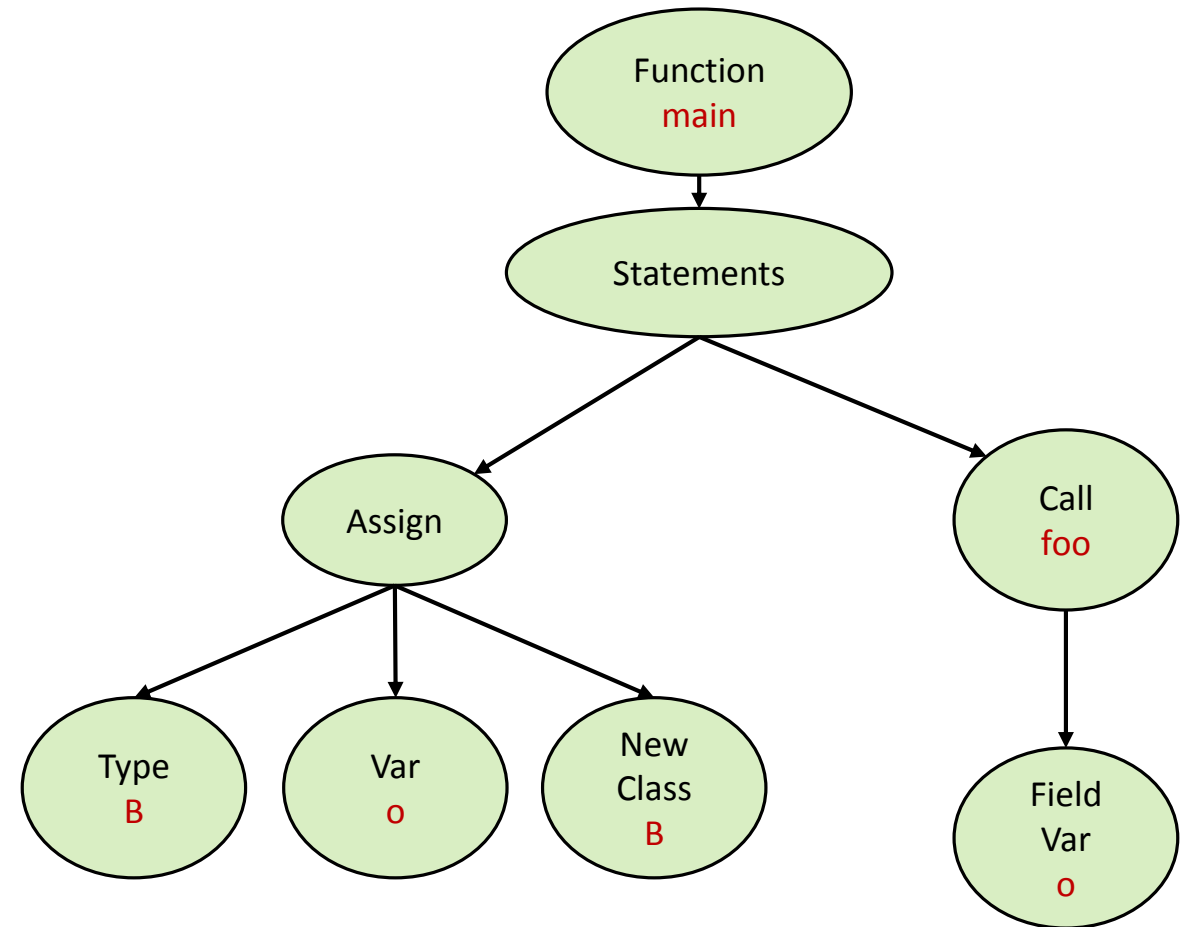 Function
main
Statements
Assign
Call
foo
Type
B
Var
o
New
Class
B
Field
Var
o